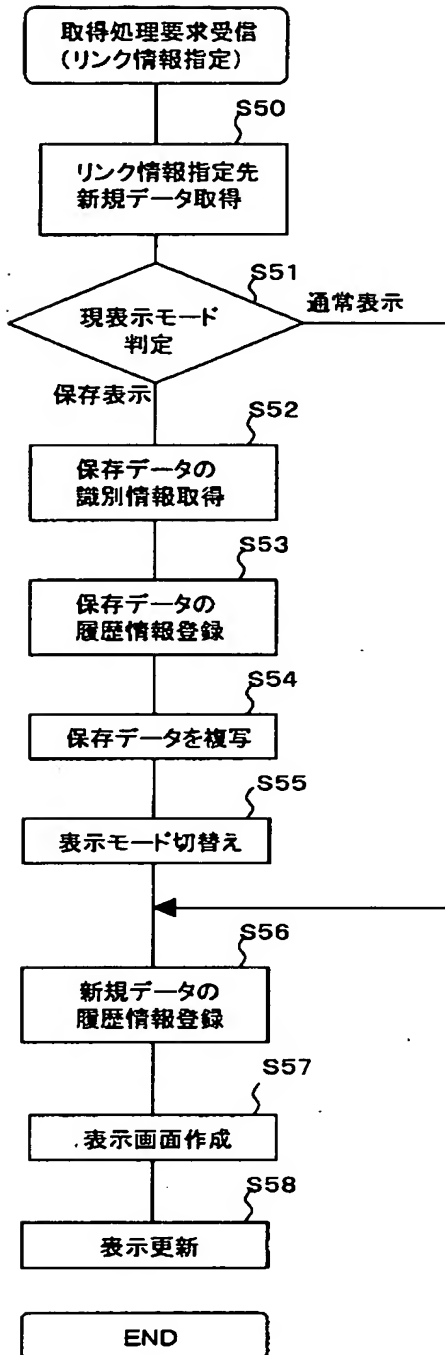 取得処理要求受信
(リンク情報指定)
S50
リンク情報指定先
新規データ取得
S51
通常表示
現表示モード
判定
保存表示
S52
保存データの
識別情報取得
S53
保存データの
履歴情報登録
S54
保存データを複写
S55
表示モード切替え
S56
新規データの
履歴情報登録
S57
表示画面作成
S58
表示更新
END